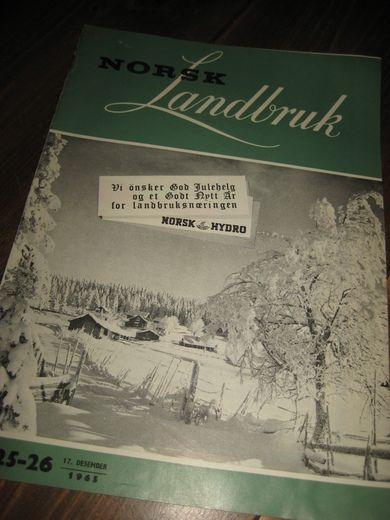 NORSK
Landbruk
Vi önsker God Julehelg
og et Godt Nytt År
for landbruksnæringen
NORSK HYDRO
25-26
17. DESEMBER
1965